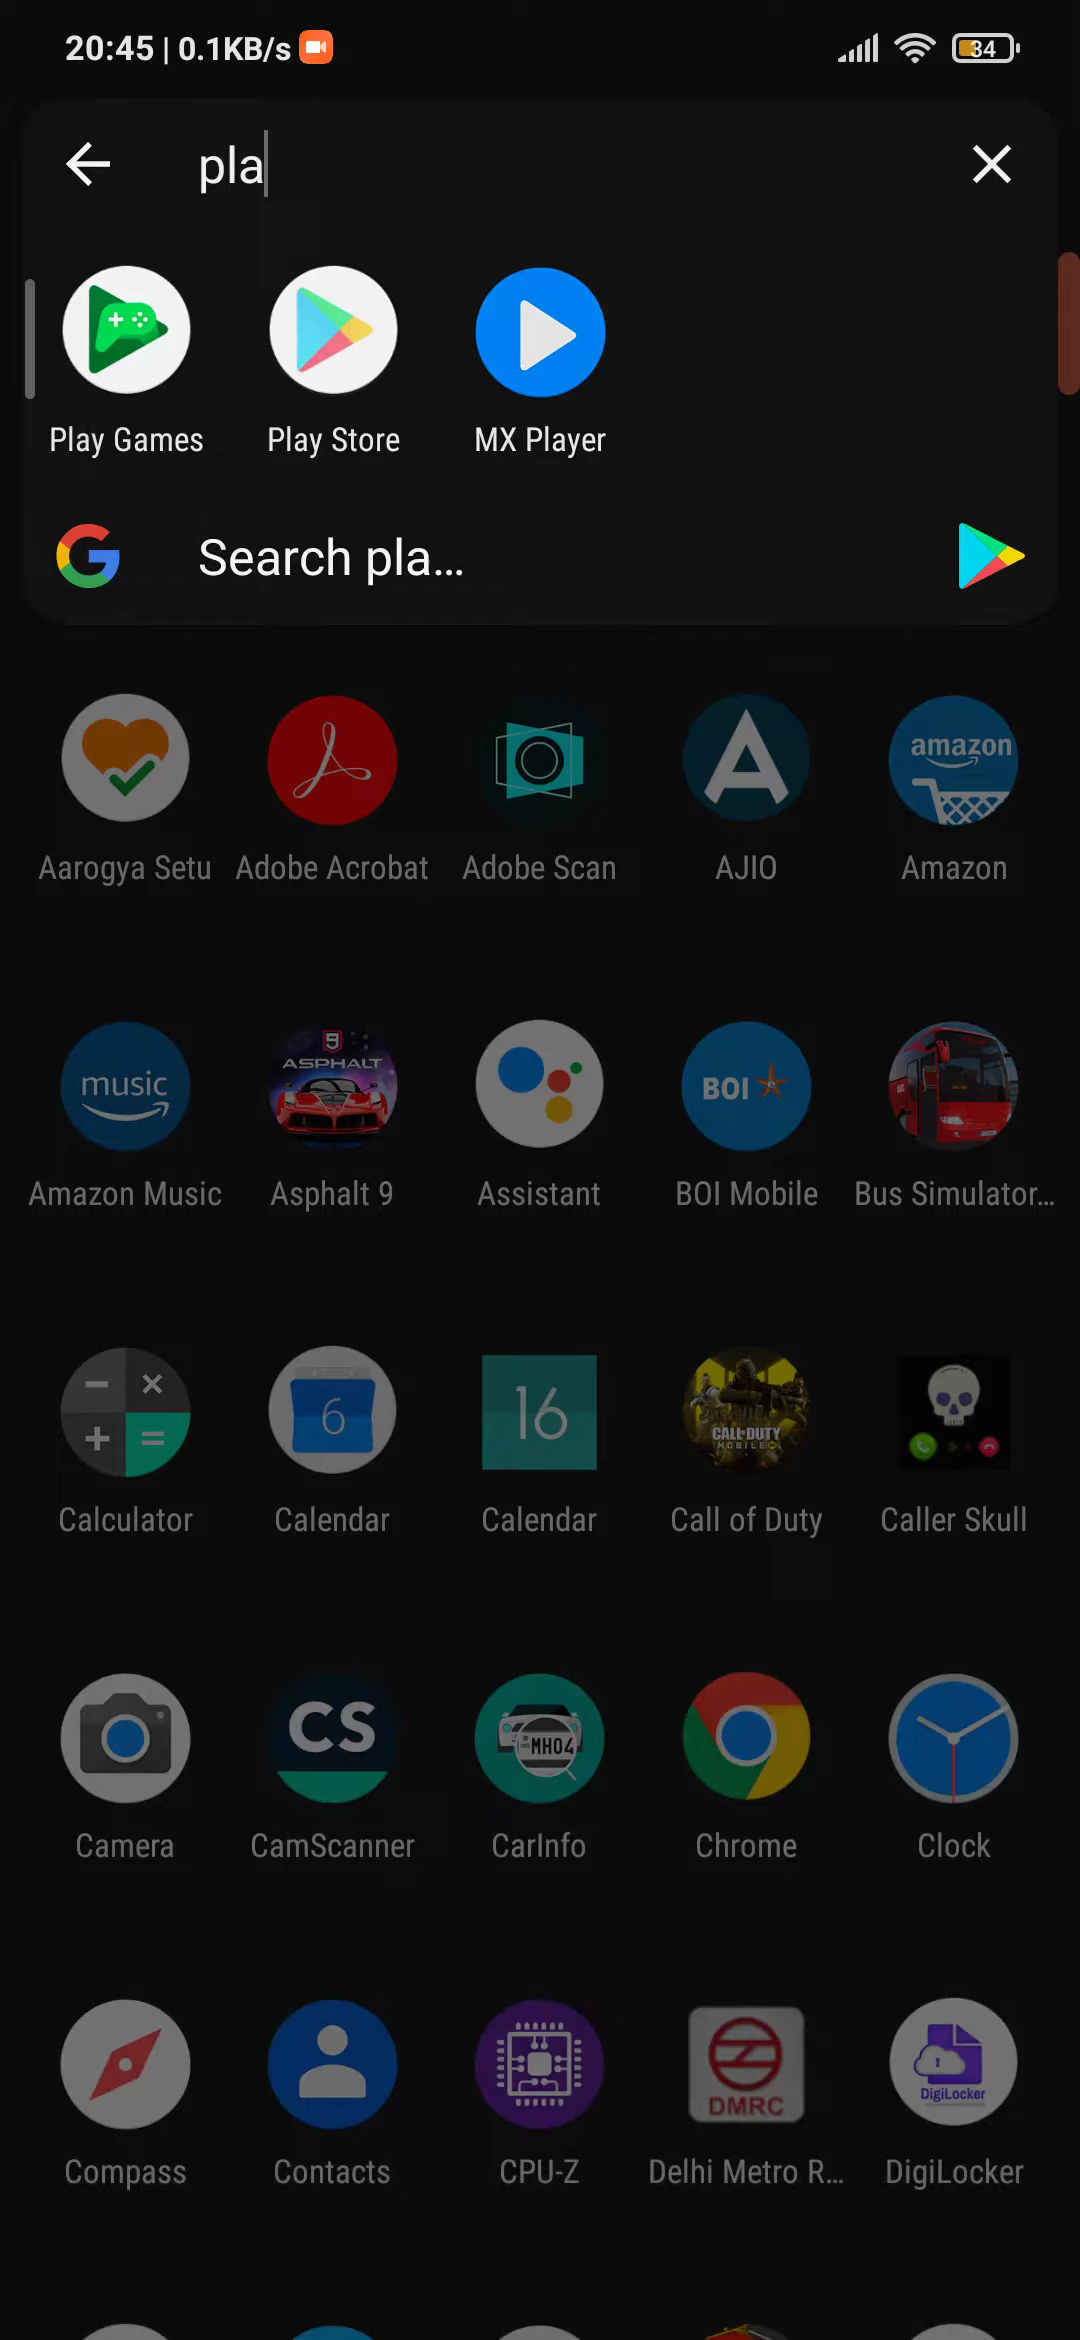 20:45 | 0.1KB/s
34
pla
Play Games
Play Store
MX Player
Search pla...
amazon
Aarogya Setu
Adobe Acrobat
Adobe Scan
AJIO
Amazon
music
9
ASPHALT
BOI
Amazon Music
Asphalt 9
Assistant
BOI Mobile
Bus Simulator...
6
16
CALL OF DUTY
MOBILE
Calculator
Calendar
Calendar
Call of Duty
Caller Skull
CS
MH04
Camera
CamScanner
CarInfo
Chrome
Clock
DMRC
DigiLocker
Compass
Contacts
CPU-Z
Delhi Metro R...
DigiLocker